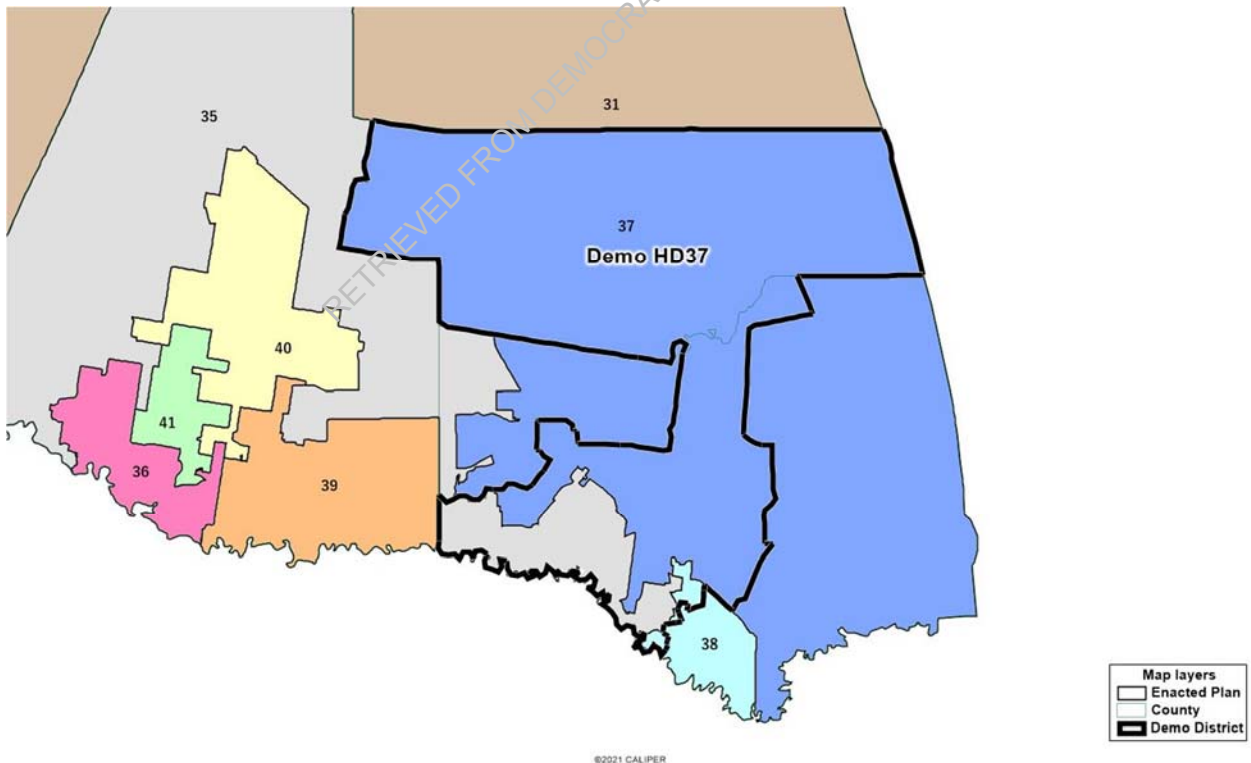 RETRIEVED FROM DEMOCRA
35
31
37
Demo HD37
40
41
36
39
38
Map layers
Enacted Plan
County
Demo District
©2021 CALIPER